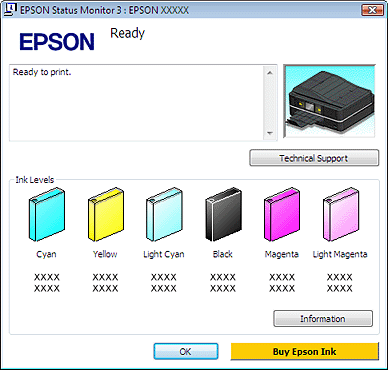 EPSON Status Monitor 3 : EPSON XXXXX
EPSON
Ready
Ready to print.
Technical Support
Ink Levels
Cyan Yellow Light Cyan Black Magenta Light Magenta
XXXX XXXX XXXX XXXX XXXX XXXX
XXXX XXXX XXXX XXXX XXXX XXXX
Information
OK Buy Epson Ink